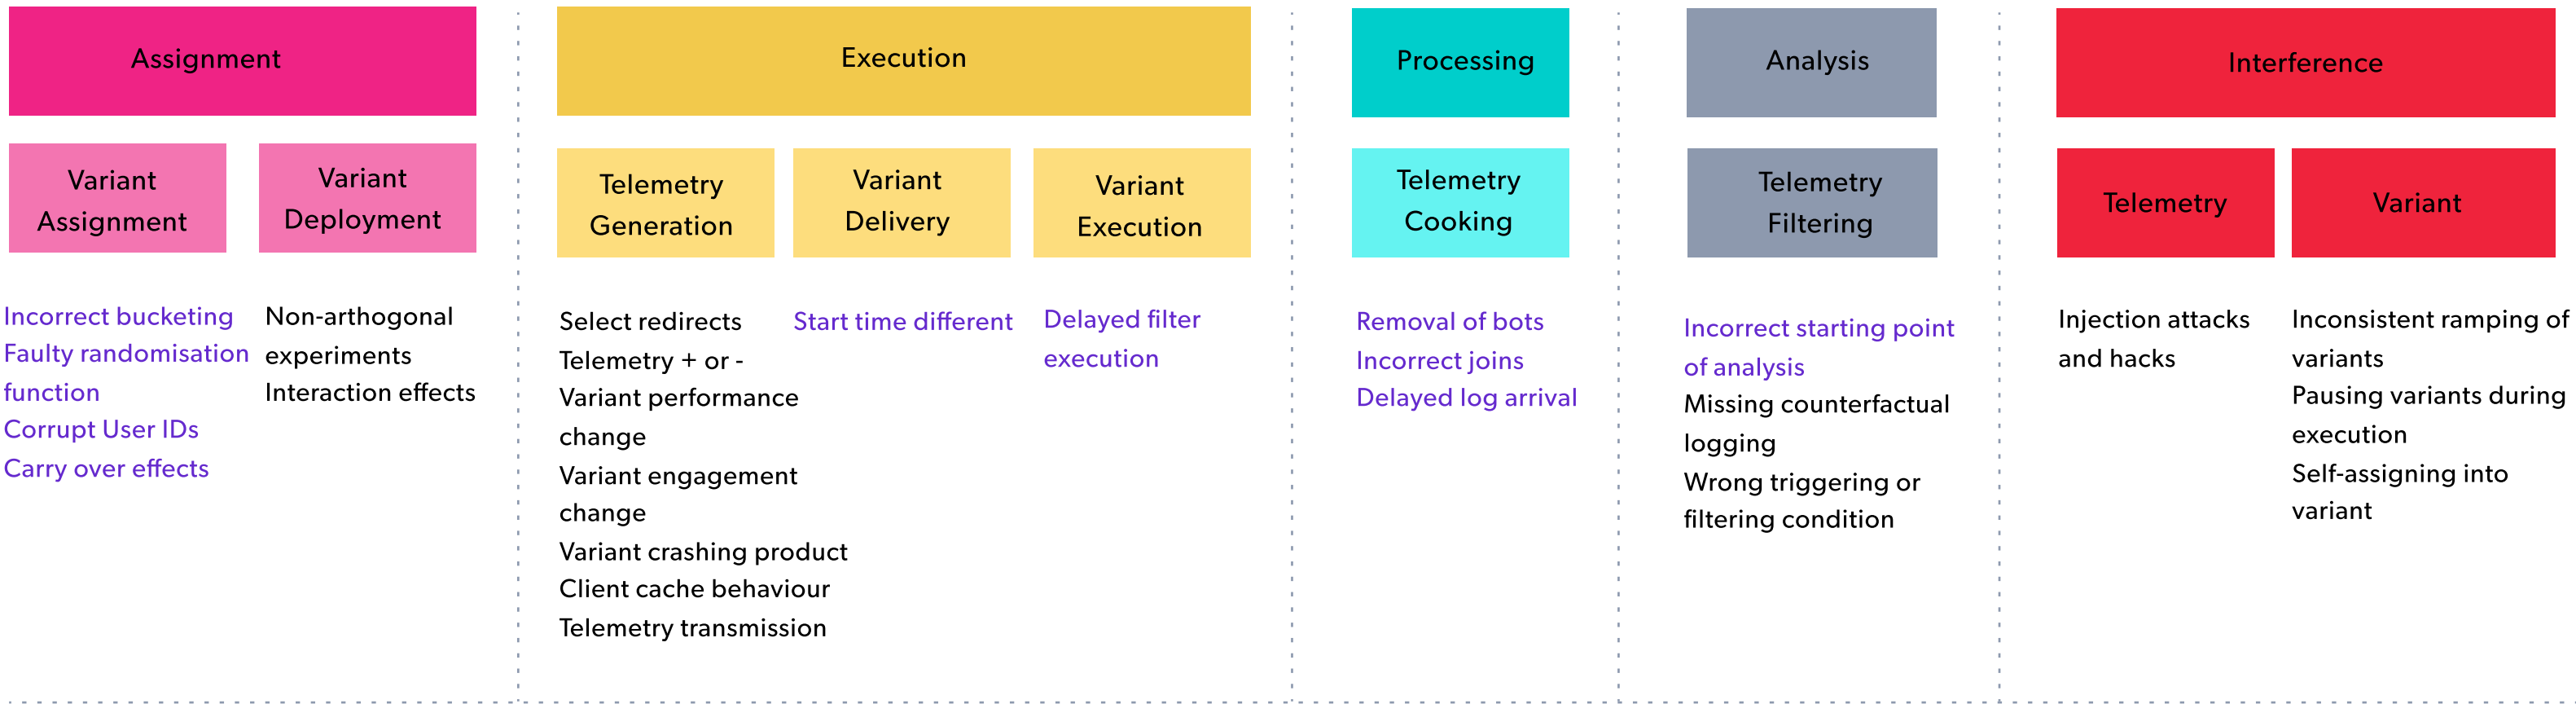 Assignment
Variant
Assignment
Incorrect bucketing
Faulty randomisation
function
Corrupt User IDs
Carry over effects
Variant
Deployment
Non-arthogonal
experiments
Interaction effects
Execution
Telemetry
Generation
Select redirects
Telemetry + or -
Variant performance
change
Variant engagement
change
Variant crashing product
Client cache behaviour
Telemetry transmission
Variant
Delivery
Start time different
Variant
Execution
Delayed filter
execution
Processing
Telemetry
Cooking
Removal of bots
Incorrect joins
Delayed log arrival
Analysis
Telemetry
Filtering
Incorrect starting point
of analysis
Missing counterfactual
logging
Wrong triggering or
filtering condition
Interference
Telemetry
Injection attacks
and hacks
Variant
Inconsistent ramping of
variants
Pausing variants during
execution
Self-assigning into
variant